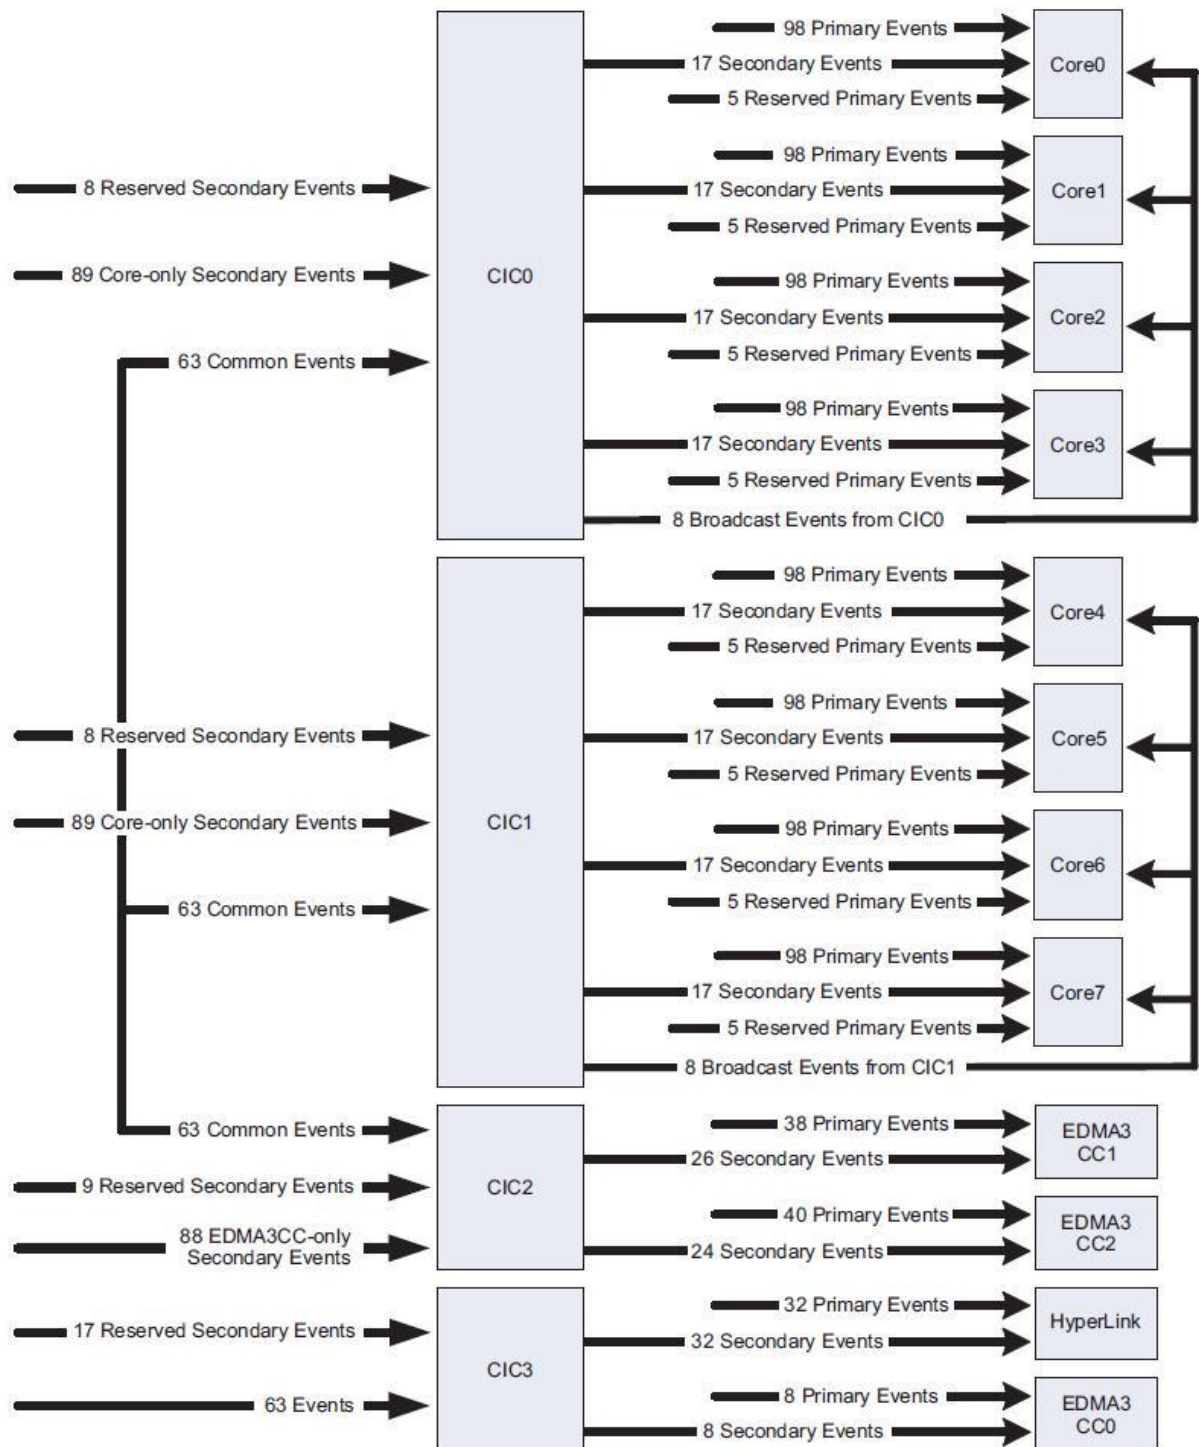 98 Primary Events
17 Secondary Events
5 Reserved Primary Events
Core0
98 Primary Events
8 Reserved Secondary Events
17 Secondary Events
Core1
5 Reserved Primary Events
89 Core-only Secondary Events
CIC0
98 Primary Events
17 Secondary Events
Core2
5 Reserved Primary Events
63 Common Events
98 Primary Events
17 Secondary Events
Core3
5 Reserved Primary Events
8 Broadcast Events from CIC0
98 Primary Events
17 Secondary Events
Core4
5 Reserved Primary Events
98 Primary Events
8 Reserved Secondary Events
17 Secondary Events
Core5
5 Reserved Primary Events
89 Core-only Secondary Events
CIC1
98 Primary Events
17 Secondary Events
Core6
5 Reserved Primary Events
63 Common Events
98 Primary Events
17 Secondary Events
Core7
5 Reserved Primary Events
8 Broadcast Events from CIC1
63 Common Events
38 Primary Events
26 Secondary Events
EDMA3
CC1
9 Reserved Secondary Events
CIC2
88 EDMA3CC-only
Secondary Events
40 Primary Events
24 Secondary Events
EDMA3
CC2
17 Reserved Secondary Events
32 Primary Events
32 Secondary Events
HyperLink
CIC3
63 Events
8 Primary Events
8 Secondary Events
EDMA3
CC0